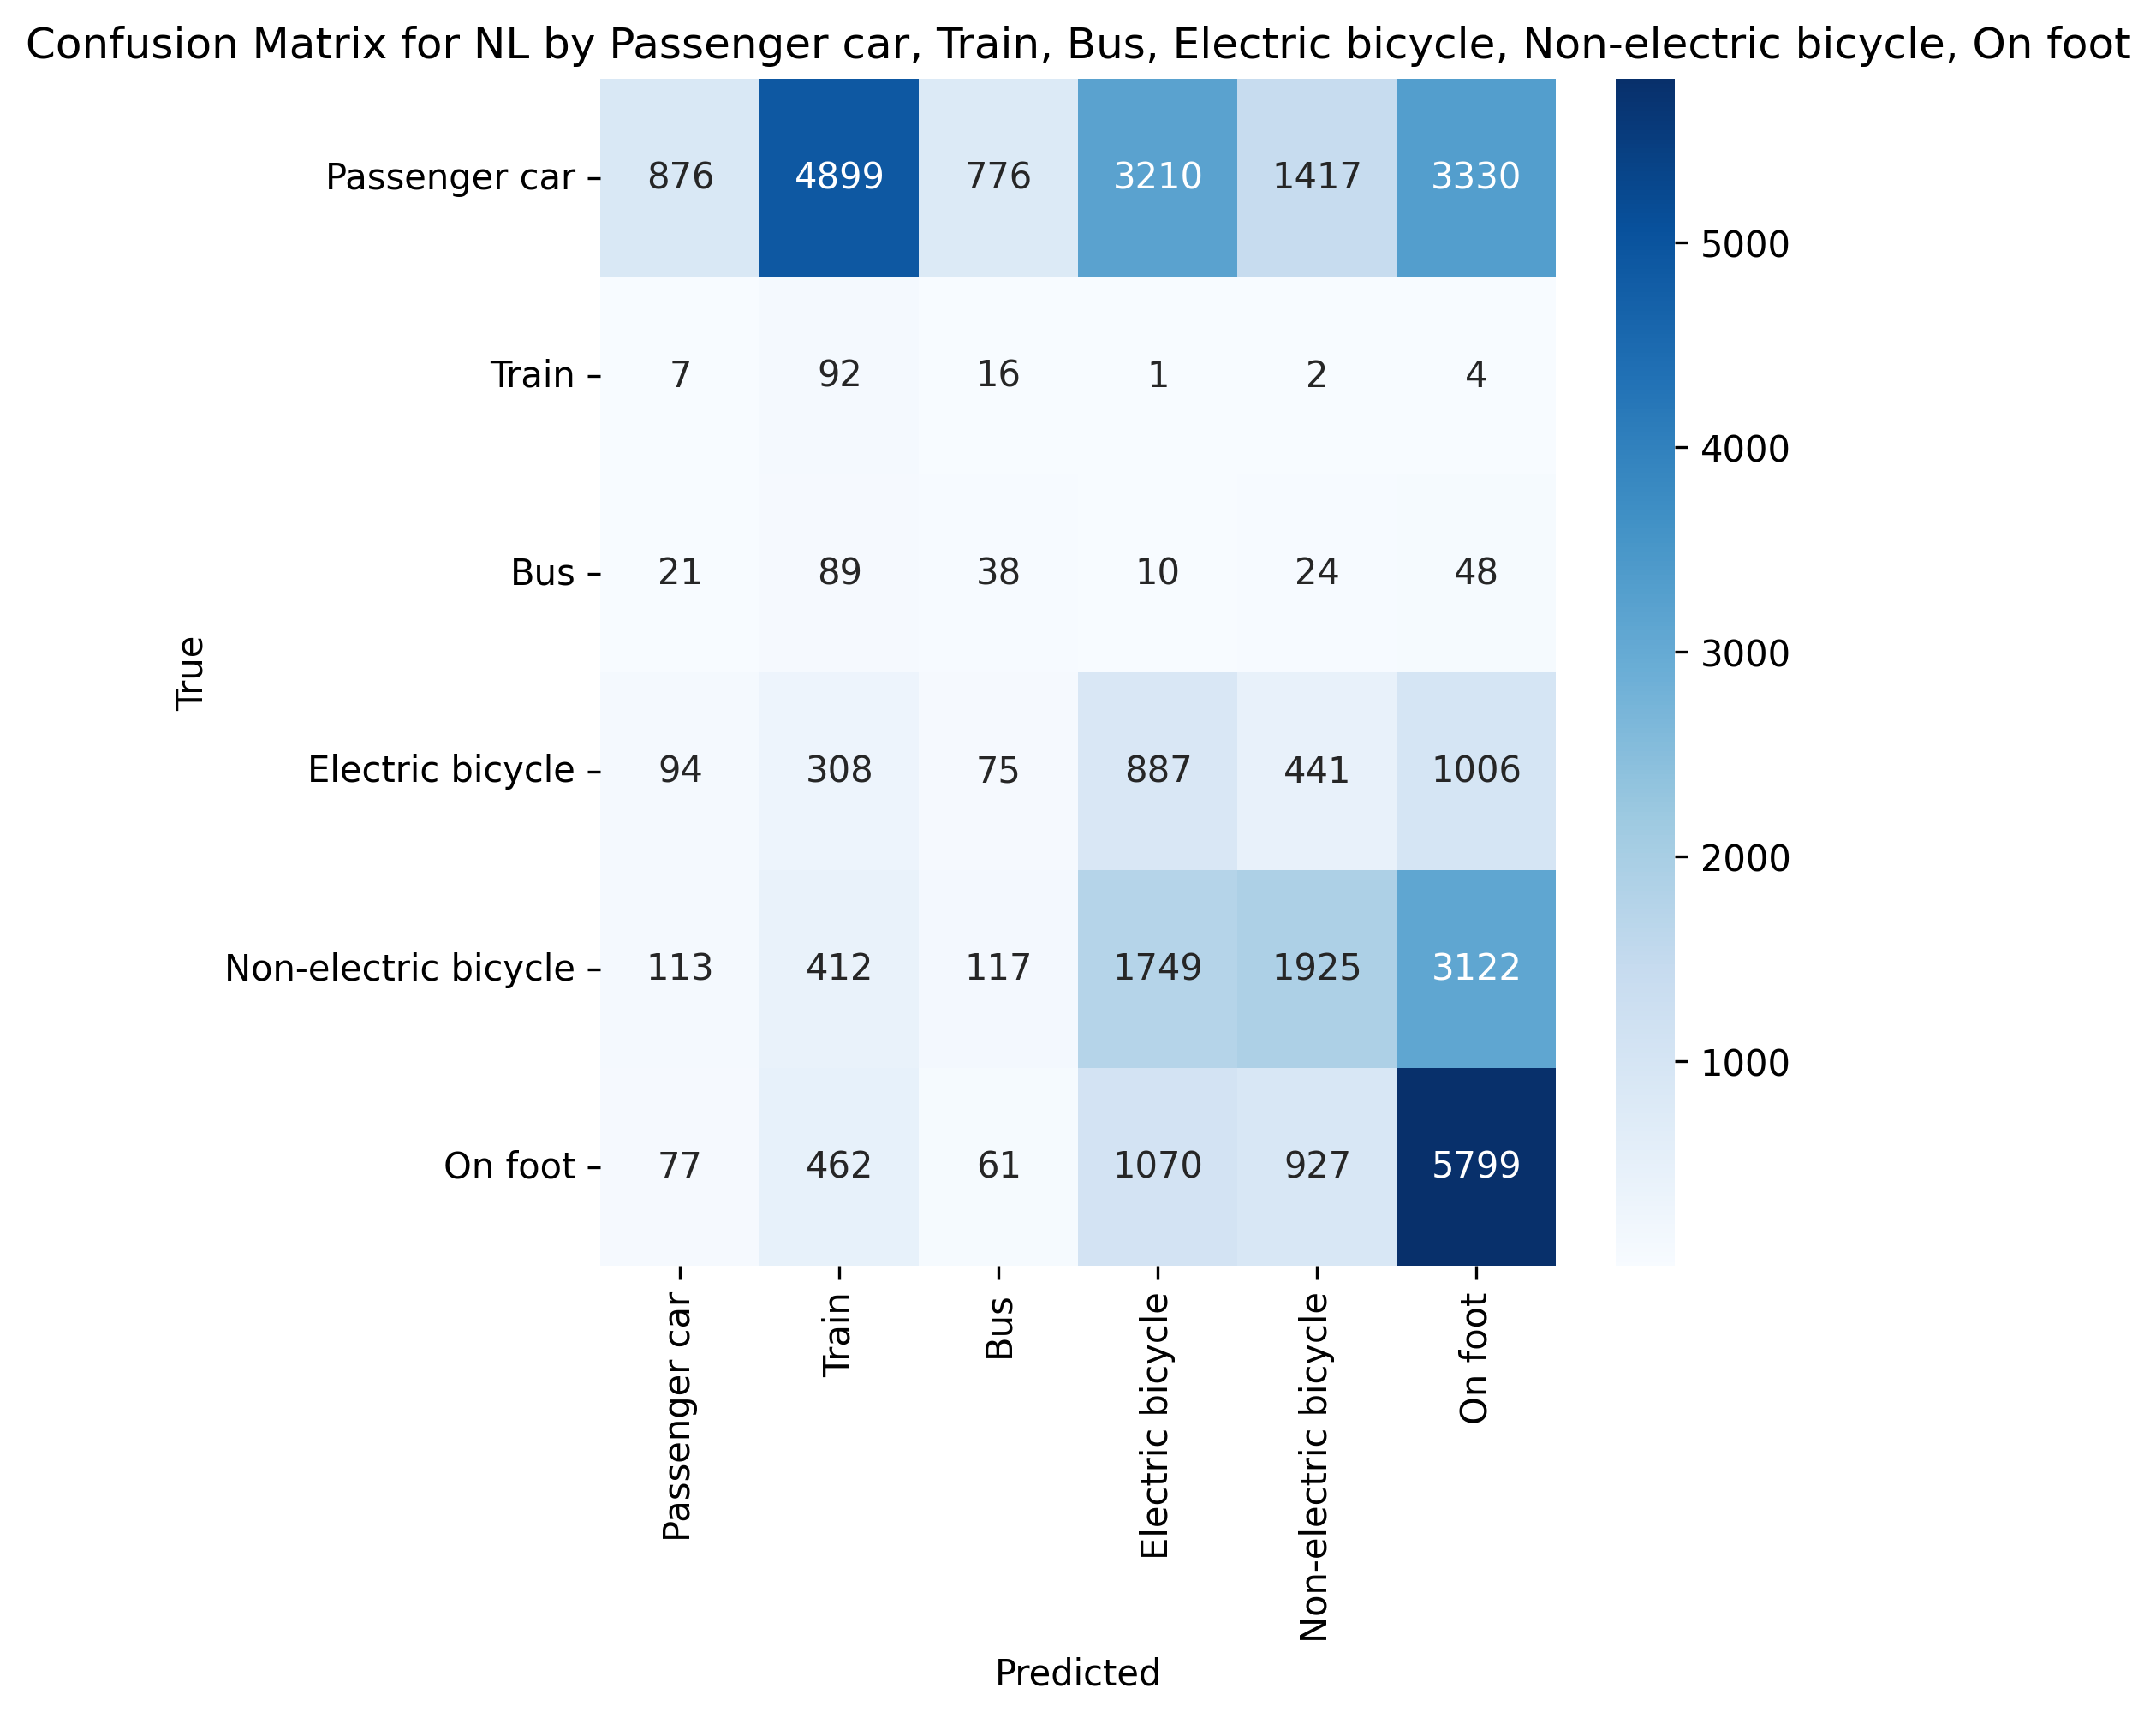 Confusion Matrix for NL by Passenger car, Train, Bus, Electric bicycle, Non-electric bicycle, On foot
Passenger car 876 4899 776 3210 1417 3330
Train 7 92 16 1 2 4
Bus 21 89 38 10 24 48
Electric bicycle 94 308 75 887 441 1006
Non-electric bicycle 113 412 117 1749 1925 3122
On foot 77 462 61 1070 927 5799
True
Passenger car
Train
Bus
Electric bicycle
Non-electric bicycle
On foot
Predicted
5000
4000
3000
2000
1000